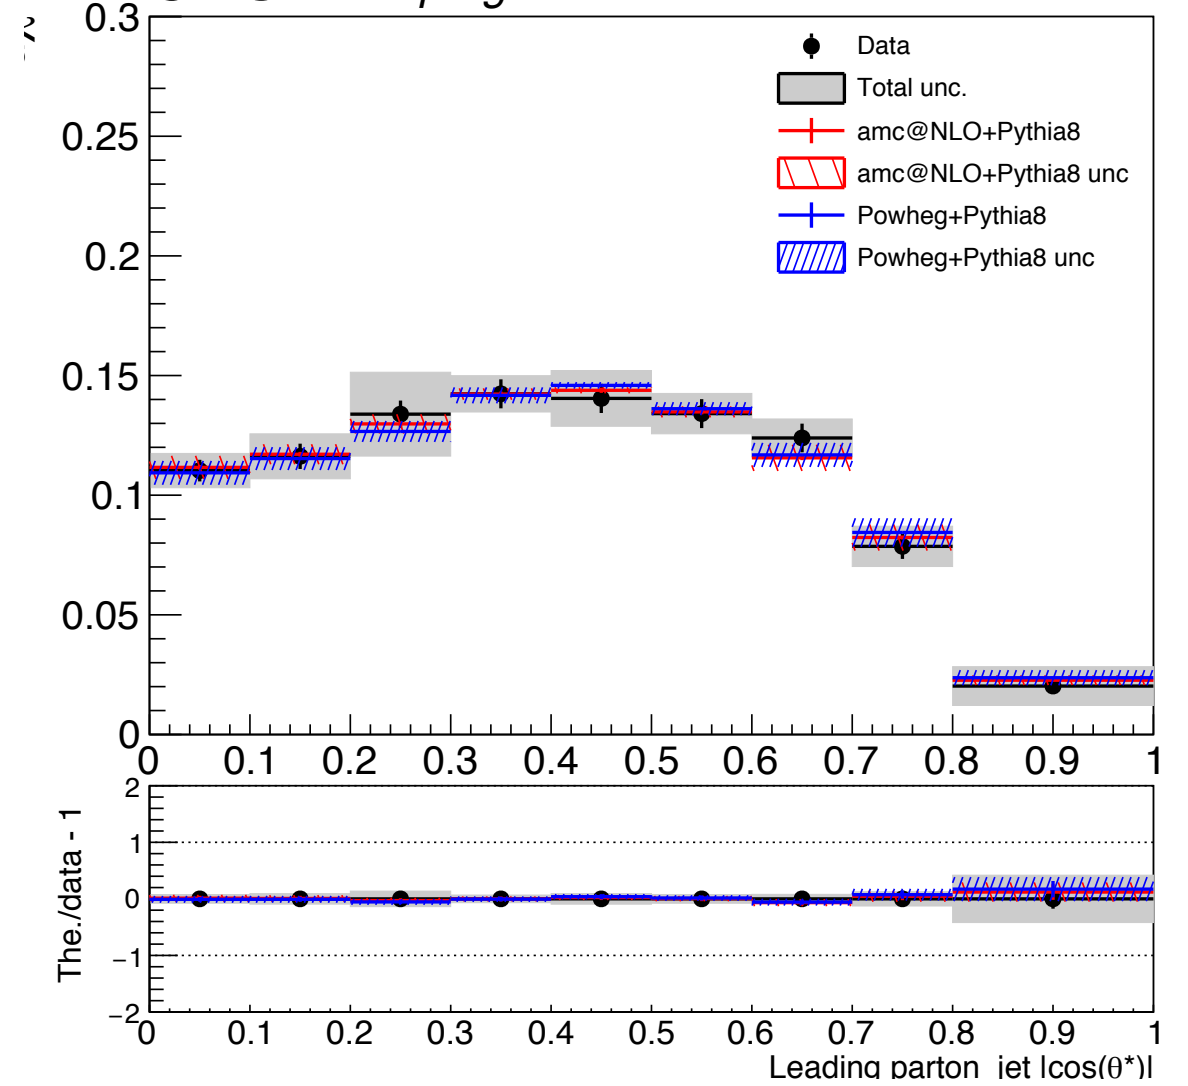 0.3
Data
Total unc.
amc@NLO+Pythia8
amc@NLO+Pythia8 unc
Powheg+Pythia8
Powheg+Pythia8 unc
0.25
0.2
0.15
0.1
0.05
0
0 0.1 0.2 0.3 0.4 0.5 0.6 0.7 0.8 0.9 1
The./data - 1
2
1
0
−1
−2
0 0.1 0.2 0.3 0.4 0.5 0.6 0.7 0.8 0.9 1
Leading parton jet |cos(θ*)|